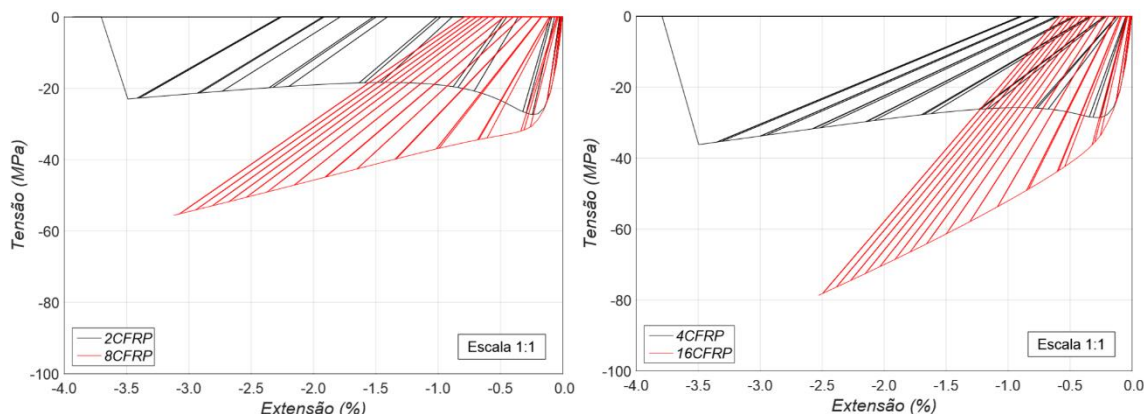 0
-20
-40
-60
-80
-100
Tensão (MPa)
2CFRP
8CFRP
Escala 1:1
-4.0 -3.5 -3.0 -2.5 -2.0 -1.5 -1.0 -0.5 0.0
Extensão (%)
0
-20
-40
-60
-80
-100
Tensão (MPa)
4CFRP
16CFRP
Escala 1:1
-4.0 -3.5 -3.0 -2.5 -2.0 -1.5 -1.0 -0.5 0.0
Extensão (%)